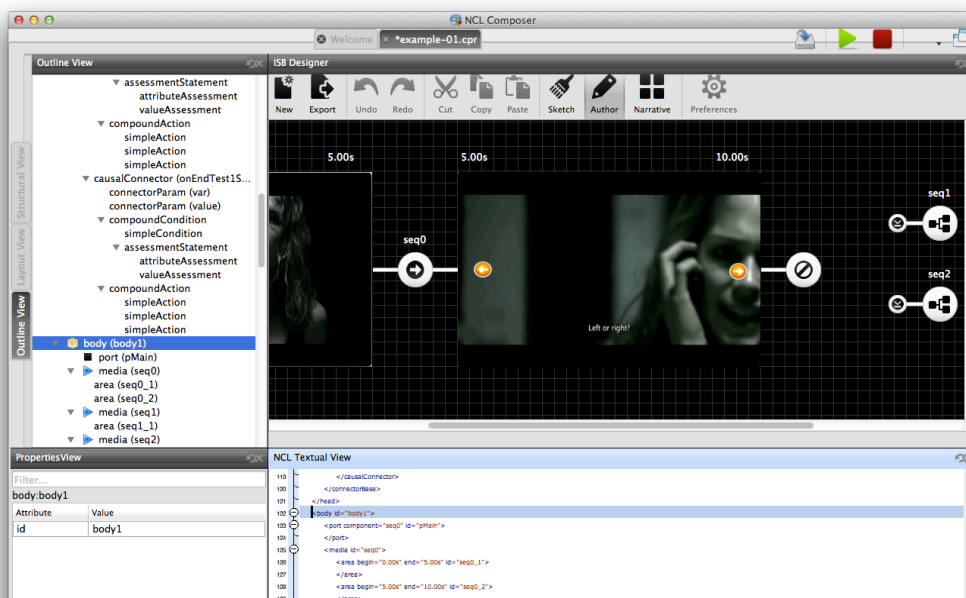 NCL Composer
Welcome
*example-01.cpr
Outline View
assessmentStatement
attributeAssessment
valueAssessment
compoundAction
simpleAction
simpleAction
simpleAction
causalConnector (onEndTest1S...
connectorParam (var)
connectorParam (value)
compoundCondition
simpleCondition
assessmentStatement
attributeAssessment
valueAssessment
compoundAction
simpleAction
simpleAction
simpleAction
body (body1)
port (pMain)
media (seq0)
area (seq0_1)
area (seq0_2)
media (seq1)
area (seq1_1)
media (seq2)
Structural View
Layout View
Outline View
ISB Designer
New Export Undo Redo Cut Copy Paste Sketch Author Narrative Preferences
5.00s 5.00s 10.00s
seq0
Left or right?
seq1
seq2
PropertiesView
Filter...
body:body1
Attribute Value
id body1
NCL Textual View
119 </causalConnector>
120 </connectorBase>
121 </head>
122 <body id="body1">
123 <port component="seq0" id="pMain">
124 </port>
125 <media id="seq0">
126 <area begin="0.00s" end="5.00s" id="seq0_1">
127 </area>
128 <area begin="5.00s" end="10.00s" id="seq0_2">